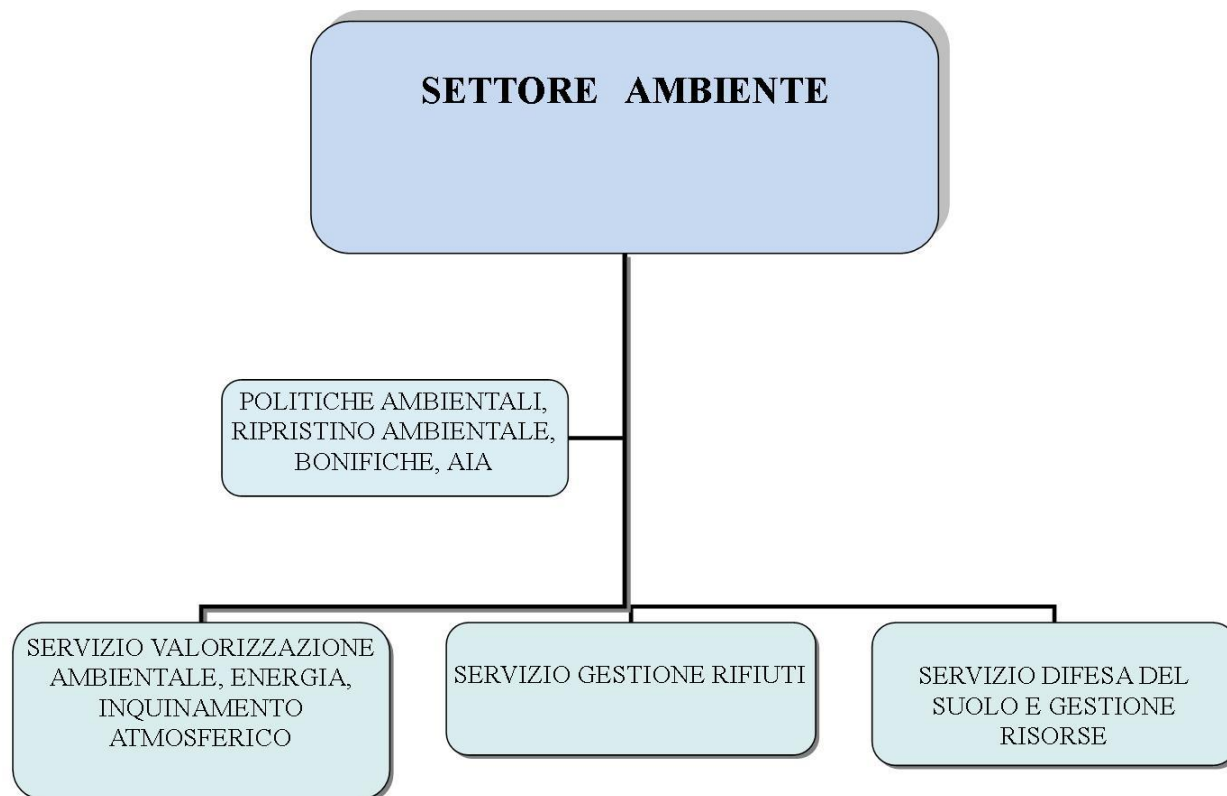 SETTORE AMBIENTE
POLITICHE AMBIENTALI,
RIPRISTINO AMBIENTALE,
BONIFICHE, AIA
SERVIZIO VALORIZZAZIONE
AMBIENTALE, ENERGIA,
INQUINAMENTO
ATMOSFERICO
SERVIZIO GESTIONE RIFIUTI
SERVIZIO DIFESA DEL
SUOLO E GESTIONE
RISORSE